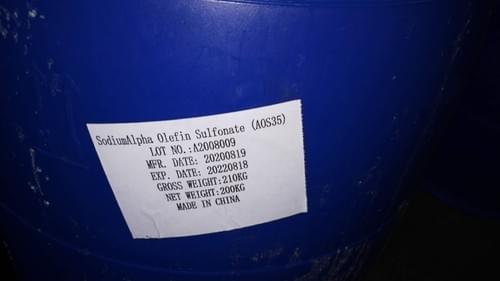 SodiumAlpha Olefin Sulfonate (AOS35)
LOT NO.:A2008009
MFR. DATE: 20200819
EXP. DATE: 20220818
GROSS WEIGHT:210KG
NET WEIGHT:200KG
MADE IN CHINA